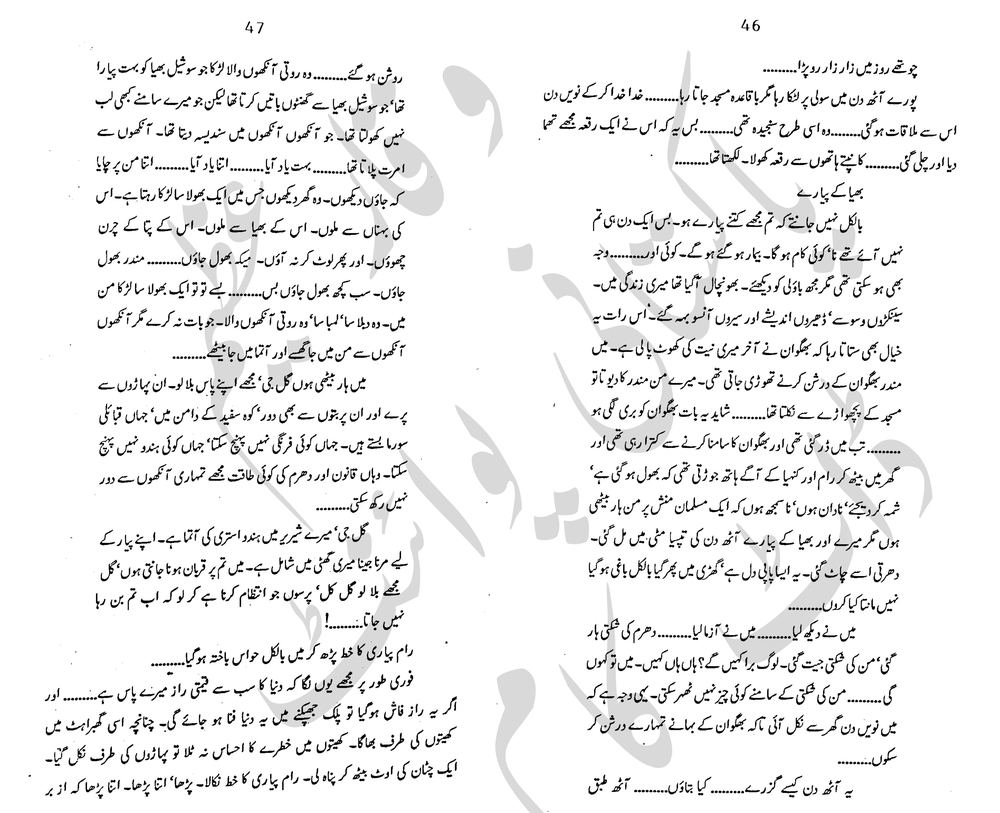 46
چوتھے روز میں زار زار رو پڑا.........
پورے آٹھ دن میں سولی پر لٹکا رہا مگر باقاعدہ مسجد جاتا رہا......... خدا خدا کر کے نویں دن
اس سے ملاقات ہو گئی.........وہ اسی طرح سنجیدہ تھی.........بس یہ کہ اس نے ایک رقعہ مجھے تھما
دیا اور چلی گئی......... کانپتے ہاتھوں سے رقعہ کھولا۔ لکھتا تھا.........
بھیا کے پیارے
بالکل نہیں جانتے کہ تم مجھے کتنے پیارے ہو۔ بس ایک دن ہی تم
نہیں آئے تھے نا' کوئی کام ہو گا۔ بیمار ہو گئے ہو گے۔ کوئی اور......... وجہ
بھی ہو سکتی تھی مگر مجھ باؤلی کو دیکھئے۔ بھونچال آگیا تھا میری زندگی میں۔
سینکڑوں وسوسے' ڈھیروں اندیشے اور سیروں آنسو بہہ گئے۔ اس رات یہ
خیال بھی ستاتا رہا کہ بھگوان نے آخر میری نیت کی کھوٹ پالی ہے۔ میں
مندر بھگوان کے درشن کرنے تھوڑی جاتی تھی۔ میرے من مندر کا دیوتا تو
مسجد کے پچھواڑے سے نکلتا تھا......... شاید یہ بات بھگوان کو بری لگی ہو
......... تب میں ڈر گئی تھی اور بھگوان کا سامنا کرنے سے کترا رہی تھی اور
گھر میں بیٹھ کر رام اور کنہیا کے آگے ہاتھ جوڑتی تھی کہ بھول ہو گئی ہے'
شمہ کر دیجئے' نادان ہوں' ناسمجھ ہوں کہ ایک مسلمان منش پر من ہار بیٹھی
ہوں مگر میرے اور بھیا کے پیارے آٹھ دن کی تپسیا مٹی میں مل گئی۔
دھرتی اسے چاٹ گئی۔ یہ ایسا پاپی دل ہے' گھڑی میں پھر گیا بالکل باغی ہو گیا
نہیں مانتا کیا کروں.........
میں نے دیکھ لیا......... میں نے آزما لیا......... دھرم کی شکتی ہار
گئی' من کی شکتی جیت گئی۔ لوگ برا کہیں گے؟ ہاں ہاں کہیں۔ میں تو کہوں
گی......... من کی شکتی کے سامنے کوئی چیز نہیں ٹھہر سکتی۔ یہی وجہ ہے کہ
میں نویں دن گھر سے نکل آئی تاکہ بھگوان کے بہانے تمہارے درشن کر
سکوں.........
یہ آٹھ دن کیسے گزرے......... کیا بتاؤں......... آٹھ طبق
47
روشن ہو گئے......... وہ روتی آنکھوں والا لڑکا جو سوشیل بھیا کو بہت پیارا
تھا' جو سوشیل بھیا سے گھنٹوں باتیں کرتا تھا لیکن جو میرے سامنے کبھی لب
نہیں کھولتا تھا۔ جو آنکھوں آنکھوں میں سندیسہ دیتا تھا۔ آنکھوں سے
امرت پلاتا تھا......... بہت یاد آیا......... اتنا یاد آیا......... اتنا من پر چایا
کہ جاؤں دیکھوں۔ وہ گھر دیکھوں جس میں ایک بھولا سا لڑکا رہتا ہے۔ اس
کی بہناں سے ملوں۔ اس کے بھیا سے ملوں۔ اس کے پتا کے چرن
چھوؤں۔ اور پھر لوٹ کر نہ آؤں۔ میکہ بھول جاؤں......... مندر بھول
جاؤں۔ سب کچھ بھول جاؤں بس......... بسے تو تو ایک بھولا سا لڑکا من
میں۔ وہ دبلا سا' لمبا سا' وہ روتی آنکھوں والا۔ جو بات نہ کرے مگر آنکھوں
آنکھوں سے من میں جا گھسے اور آتما میں جا بیٹھے.........
میں ہار بیٹھی ہوں گل جی' مجھے اپنے پاس بلا لو۔ ان پہاڑوں سے
پرے اور ان پربتوں سے بھی دور' کوہ سفید کے دامن میں' جہاں قبائلی
سورما بستے ہیں۔ جہاں کوئی فرنگی نہیں پہنچ سکتا' جہاں کوئی ہندو نہیں پہنچ
سکتا۔ وہاں قانون اور دھرم کی کوئی طاقت مجھے تمہاری آنکھوں سے دور
نہیں رکھ سکتی.........
گل جی' میرے شریر میں ہندو استری کی آتما ہے۔ اپنے پیار کے
لیے مرنا جینا میری گھٹی میں شامل ہے۔ میں تم پر قربان ہونا جانتی ہوں' گل
مجھے بلا لو گل کل' پرسوں جو انتظام کرنا ہے کر لو کہ اب تم بن رہا
نہیں جاتا.........!
رام پیاری کا خط پڑھ کر میں بالکل حواس باختہ ہو گیا.........
فوری طور پر مجھے یوں لگا کہ دنیا کا سب سے قیمتی راز میرے پاس ہے......... اور
اگر یہ راز فاش ہو گیا تو پلک جھپکنے میں یہ دنیا فنا ہو جائے گی۔ چنانچہ اسی گھبراہٹ میں
کھیتوں کی طرف بھاگا۔ کھیتوں میں خطرے کا احساس نہ ٹلا تو پہاڑوں کی طرف نکل گیا۔
ایک چٹان کی اوٹ بیٹھ کر پناہ لی۔ رام پیاری کا خط نکالا۔ پڑھا' اتنا پڑھا۔ اتنا پڑھا کہ از بر
پاکستانی پوائنٹ
ڈاٹ کام